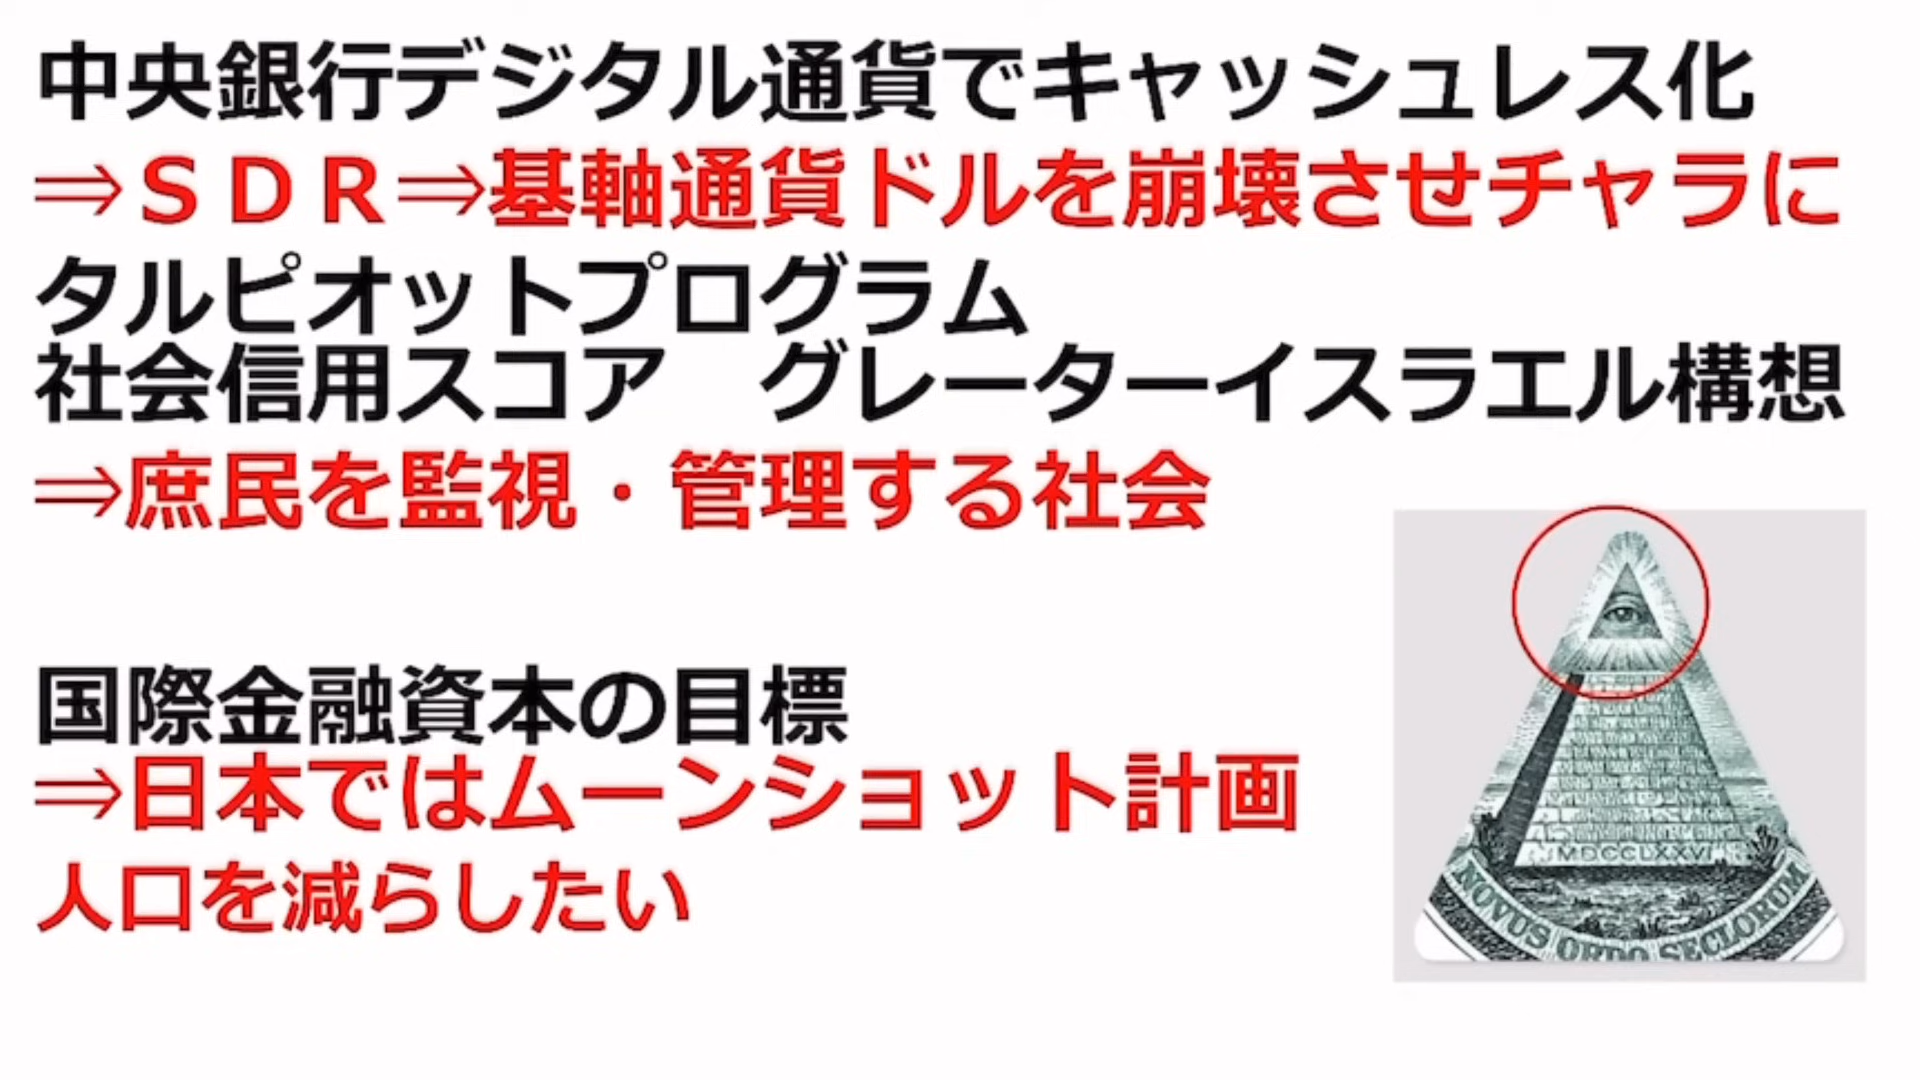 中央銀行デジタル通貨でキャッシュレス化
⇒ＳＤＲ⇒基軸通貨ドルを崩壊させチャラに
タルピオットプログラム
社会信用スコア　グレーターイスラエル構想
⇒庶民を監視・管理する社会
国際金融資本の目標
⇒日本ではムーンショット計画
人口を減らしたい
MDCCLXXVI
NOVUS ORDO SECLORUM